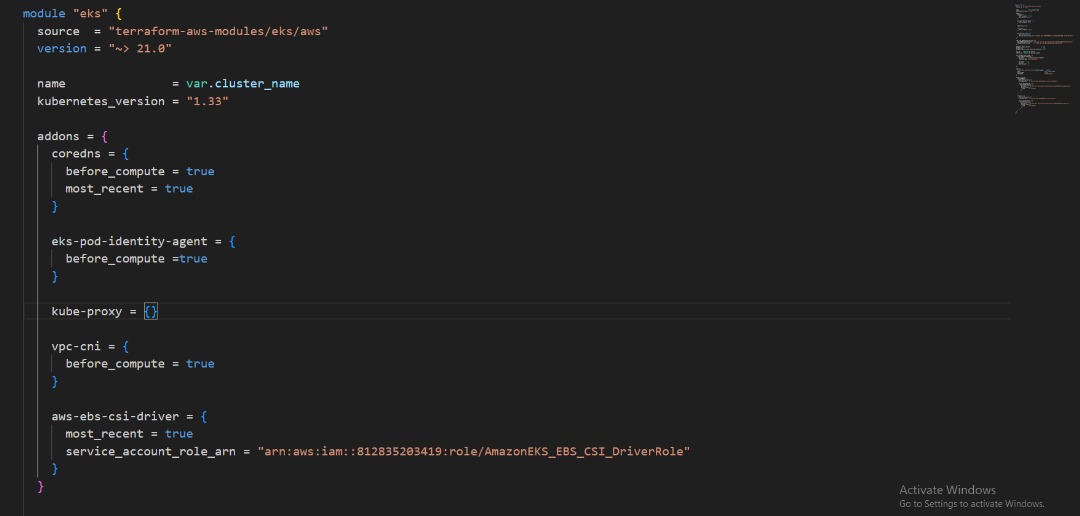 module "eks" {
  source  = "terraform-aws-modules/eks/aws"
  version = "~> 21.0"

  name               = var.cluster_name
  kubernetes_version = "1.33"

  addons = {
    coredns = {
      before_compute = true
      most_recent = true
    }

    eks-pod-identity-agent = {
      before_compute =true
    }

    kube-proxy = {}

    vpc-cni = {
      before_compute = true
    }

    aws-ebs-csi-driver = {
      most_recent = true
      service_account_role_arn = "arn:aws:iam::812835203419:role/AmazonEKS_EBS_CSI_DriverRole"
    }
  }
Activate Windows
Go to Settings to activate Windows.